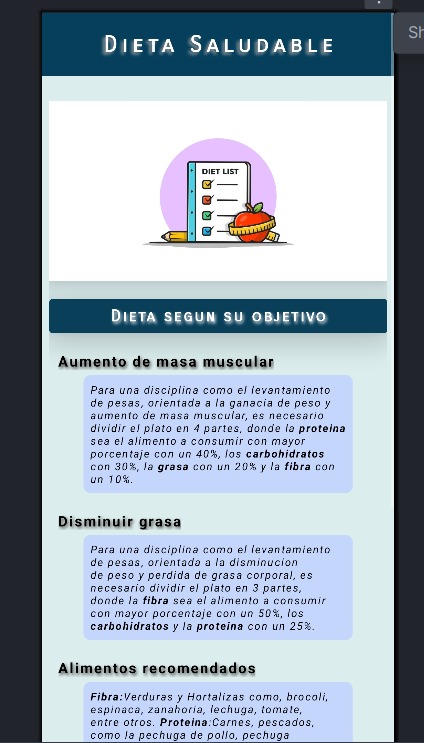 Sh
Dieta Saludable
DIET LIST
Dieta segun su objetivo
Aumento de masa muscular
Para una disciplina como el levantamiento
de pesas, orientada a la ganacia de peso y
aumento de masa muscular, es necesario
dividir el plato en 4 partes, donde la proteina
sea el alimento a consumir con mayor
porcentaje con un 40%, los carbohidratos
con 30%, la grasa con un 20% y la fibra con
un 10%.
Disminuir grasa
Para una disciplina como el levantamiento
de pesas, orientada a la disminucion
de peso y perdida de grasa corporal, es
necesario dividir el plato en 3 partes,
donde la fibra sea el alimento a consumir
con mayor porcentaje con un 50%, los
carbohidratos y la proteina con un 25%.
Alimentos recomendados
Fibra:Verduras y Hortalizas como, brocoli,
espinaca, zanahoria, lechuga, tomate,
entre otros. Proteina:Carnes, pescados,
como la pechuga de pollo, pechuga